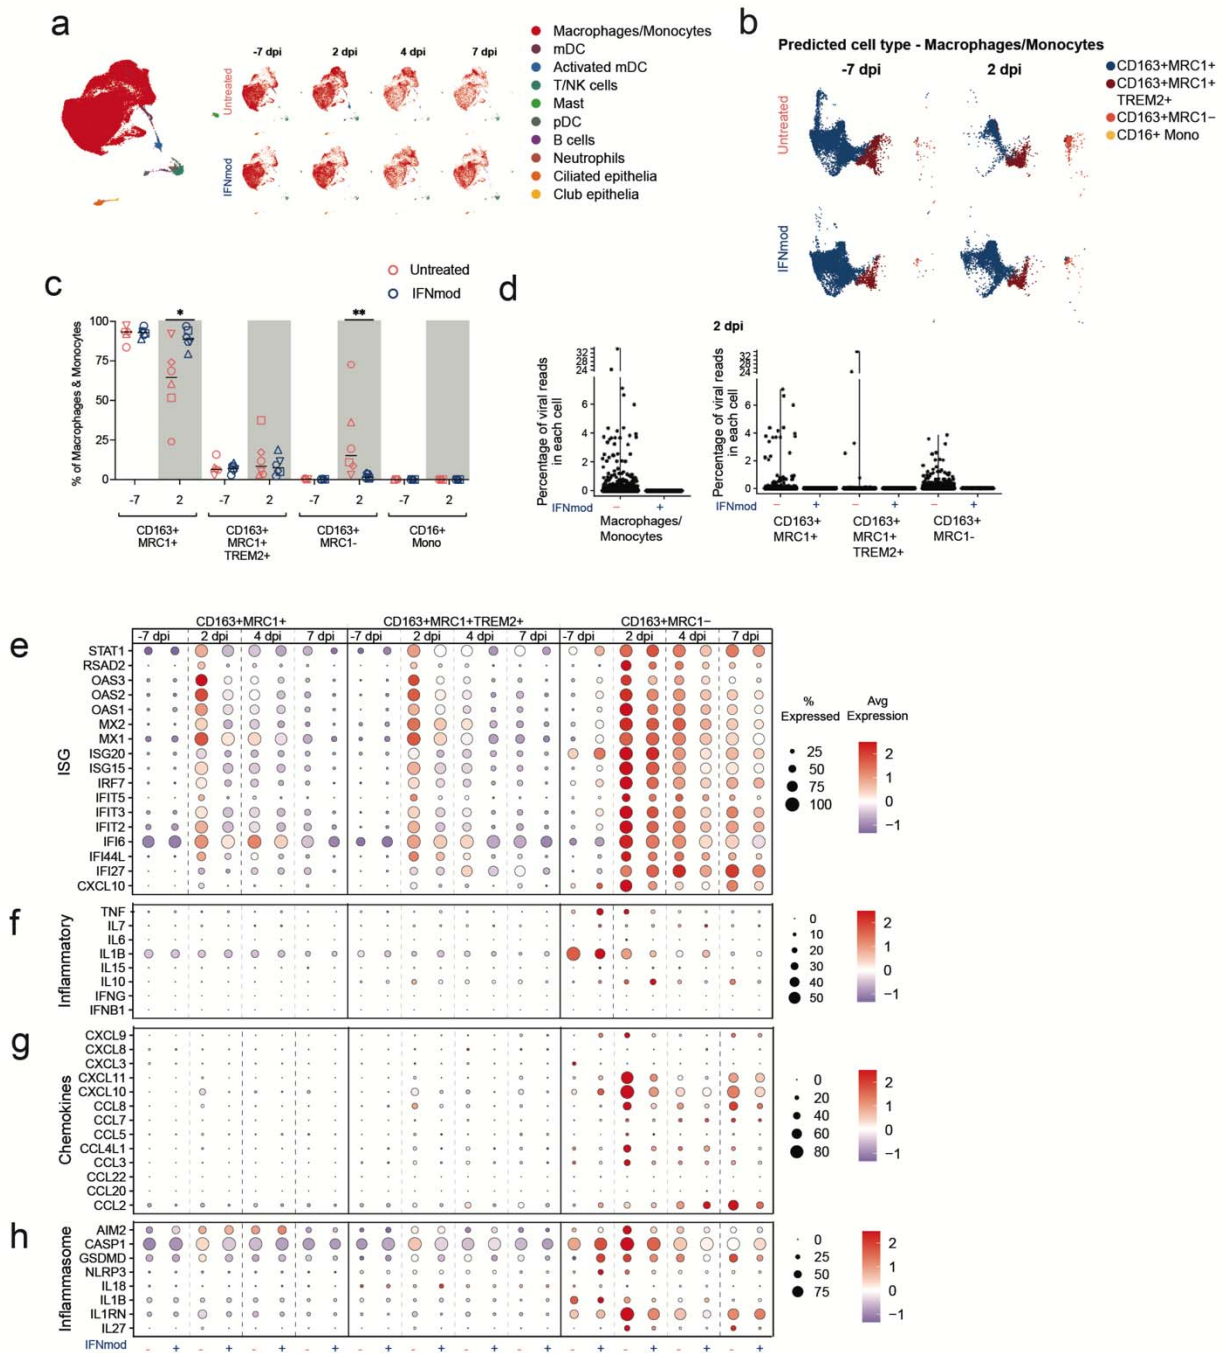 a
-7 dpi 2 dpi 4 dpi 7 dpi
Untreated
IFNmod
Macrophages/Monocytes
mDC
Activated mDC
T/NK cells
Mast
pDC
B cells
Neutrophils
Ciliated epithelia
Club epithelia
b
Predicted cell type - Macrophages/Monocytes
-7 dpi 2 dpi
Untreated
IFNmod
CD163+MRC1+
CD163+MRC1+
TREM2+
CD163+MRC1−
CD16+ Mono
c
Untreated
IFNmod
% of Macrophages & Monocytes
100
75
50
25
0
* **
-7 2 -7 2 -7 2 -7 2
CD163+
MRC1+
CD163+
MRC1+
TREM2+
CD163+
MRC1-
CD16+
Mono
d
Percentage of viral reads
in each cell
32
28
24
6
4
2
0
IFNmod − +
Macrophages/
Monocytes
2 dpi
Percentage of viral reads
in each cell
32
28
24
6
4
2
0
IFNmod − + − + − +
CD163+
MRC1+
CD163+
MRC1+
TREM2+
CD163+
MRC1-
CD163+MRC1+ CD163+MRC1+TREM2+ CD163+MRC1−
-7 dpi 2 dpi 4 dpi 7 dpi -7 dpi 2 dpi 4 dpi 7 dpi -7 dpi 2 dpi 4 dpi 7 dpi
e
ISG
STAT1
RSAD2
OAS3
OAS2
OAS1
MX2
MX1
ISG20
ISG15
IRF7
IFIT5
IFIT3
IFIT2
IFI6
IFI44L
IFI27
CXCL10
% Expressed
25
50
75
100
Avg Expression
2
1
0
−1
f
Inflammatory
TNF
IL7
IL6
IL1B
IL15
IL10
IFNG
IFNB1
0
10
20
30
40
50
2
1
0
−1
g
Chemokines
CXCL9
CXCL8
CXCL3
CXCL11
CXCL10
CCL8
CCL7
CCL5
CCL4L1
CCL3
CCL22
CCL20
CCL2
0
20
40
60
80
2
1
0
−1
h
Inflammasome
AIM2
CASP1
GSDMD
NLRP3
IL18
IL1B
IL1RN
IL27
0
25
50
75
2
1
0
−1
IFNmod - + - + - + - + - + - + - + - + - + - + - + - +